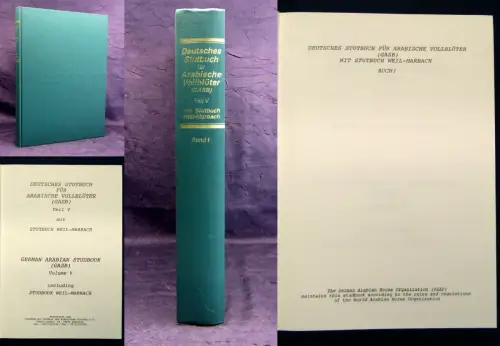 Deutsches
Stutbuch
für
Arabische
Vollblüter
(GASB)
Teil V
mit Stutbuch
Weil-Marbach
Band I
DEUTSCHES STUTBUCH FÜR ARABISCHE VOLLBLÜTER
(GASB)
MIT STUTBUCH WEIL-MARBACH
BUCH I
The German Arabian Horse Organization (VZAP)
maintains this studbook according to the rules and regulations
of the World Arabian Horse Organization
DEUTSCHES STUTBUCH
FÜR
ARABISCHE VOLLBLÜTER
(GASB)
Teil V
mit
STUTBUCH WEIL-MARBACH
GERMAN ARABIAN STUDBOOK
(GASB)
Volume V
including
STUDBOOK WEIL-MARBACH